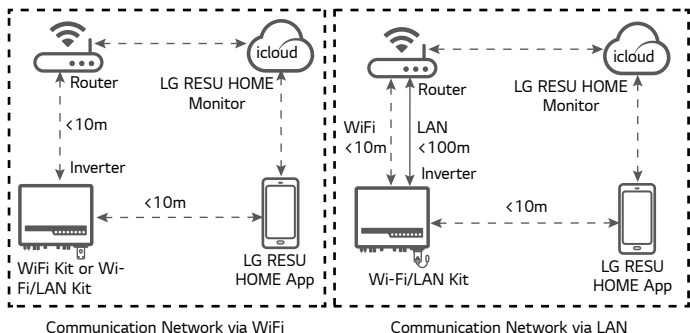 icloud
Router
LG RESU HOME
Monitor
<10m
Inverter
<10m
WiFi Kit or Wi-
Fi/LAN Kit
LG RESU
HOME App
Communication Network via WiFi
icloud
Router
LG RESU HOME
Monitor
WiFi
<10m
LAN
<100m
Inverter
<10m
Wi-Fi/LAN Kit
LG RESU
HOME App
Communication Network via LAN